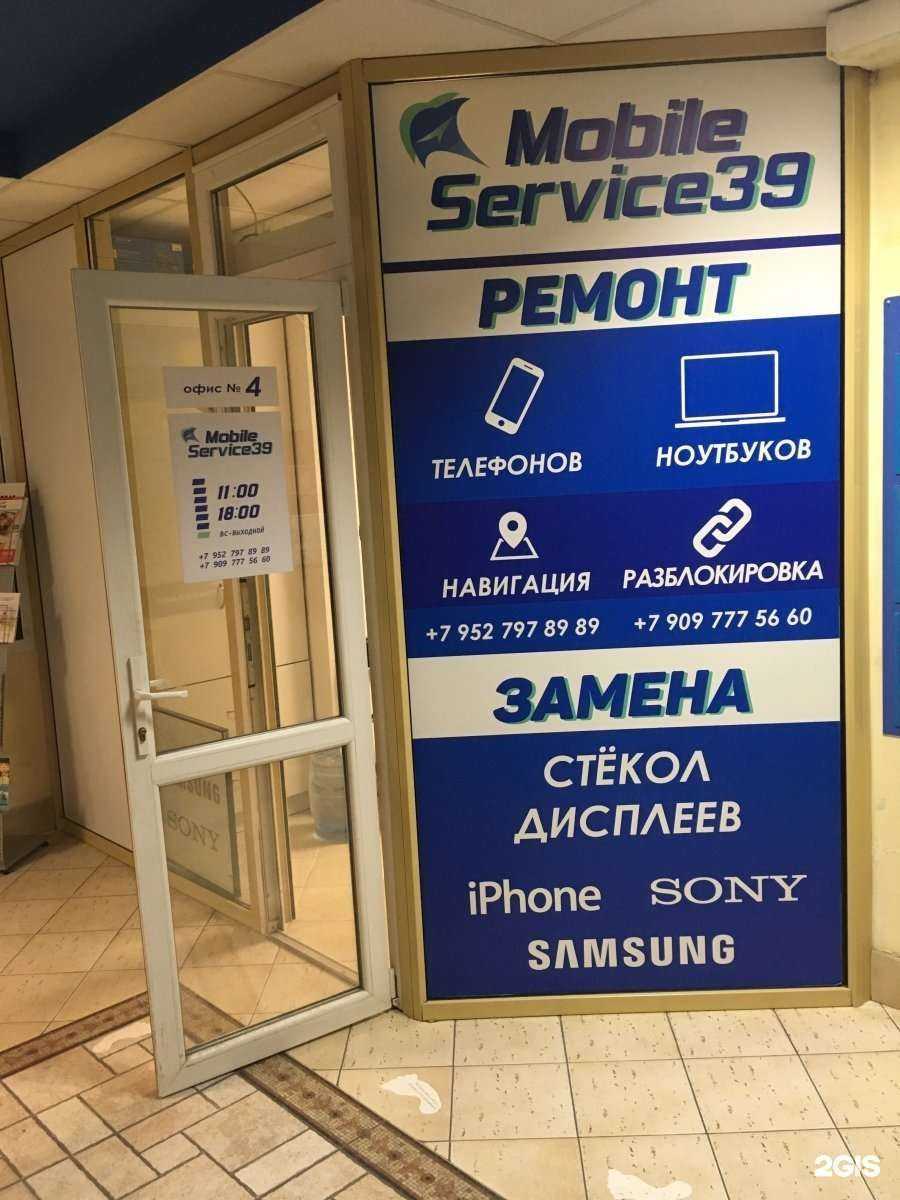 Mobile
Service39
РЕМОНТ
ТЕЛЕФОНОВ
НОУТБУКОВ
НАВИГАЦИЯ
РАЗБЛОКИРОВКА
+7 952 797 89 89
+7 909 777 56 60
ЗАМЕНА
СТЁКОЛ
ДИСПЛЕЕВ
iPhone
SONY
SAMSUNG
офис № 4
Mobile
Service39
11:00
18:00
ВС-ВЫХОДНОЙ
+7 952 797 89 89
+7 909 777 56 60
SONY
2GIS